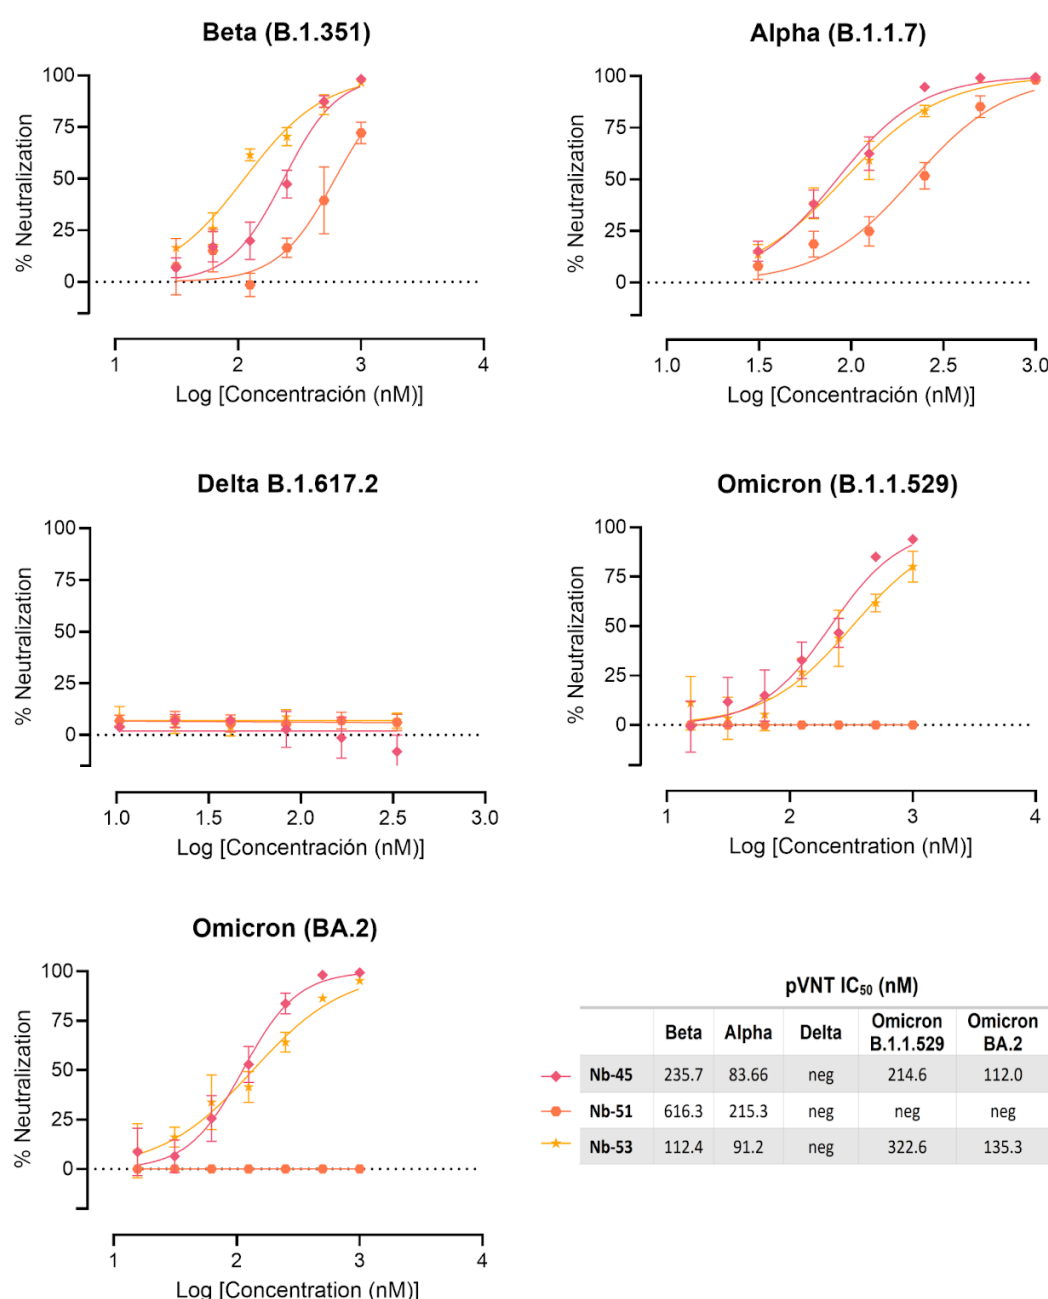 Beta (B.1.351)
% Neutralization
100
75
50
25
0
1
2
3
4
Log [Concentración (nM)]
Alpha (B.1.1.7)
% Neutralization
100
75
50
25
0
1.0
1.5
2.0
2.5
3.0
Log [Concentración (nM)]
Delta B.1.617.2
% Neutralization
100
75
50
25
0
1.0
1.5
2.0
2.5
3.0
Log [Concentración (nM)]
Omicron (B.1.1.529)
% Neutralization
100
75
50
25
0
1
2
3
4
Log [Concentration (nM)]
Omicron (BA.2)
% Neutralization
100
75
50
25
0
1
2
3
4
Log [Concentration (nM)]
pVNT IC₅₀ (nM)
Beta Alpha Delta Omicron B.1.1.529 Omicron BA.2
Nb-45 235.7 83.66 neg 214.6 112.0
Nb-51 616.3 215.3 neg neg neg
Nb-53 112.4 91.2 neg 322.6 135.3